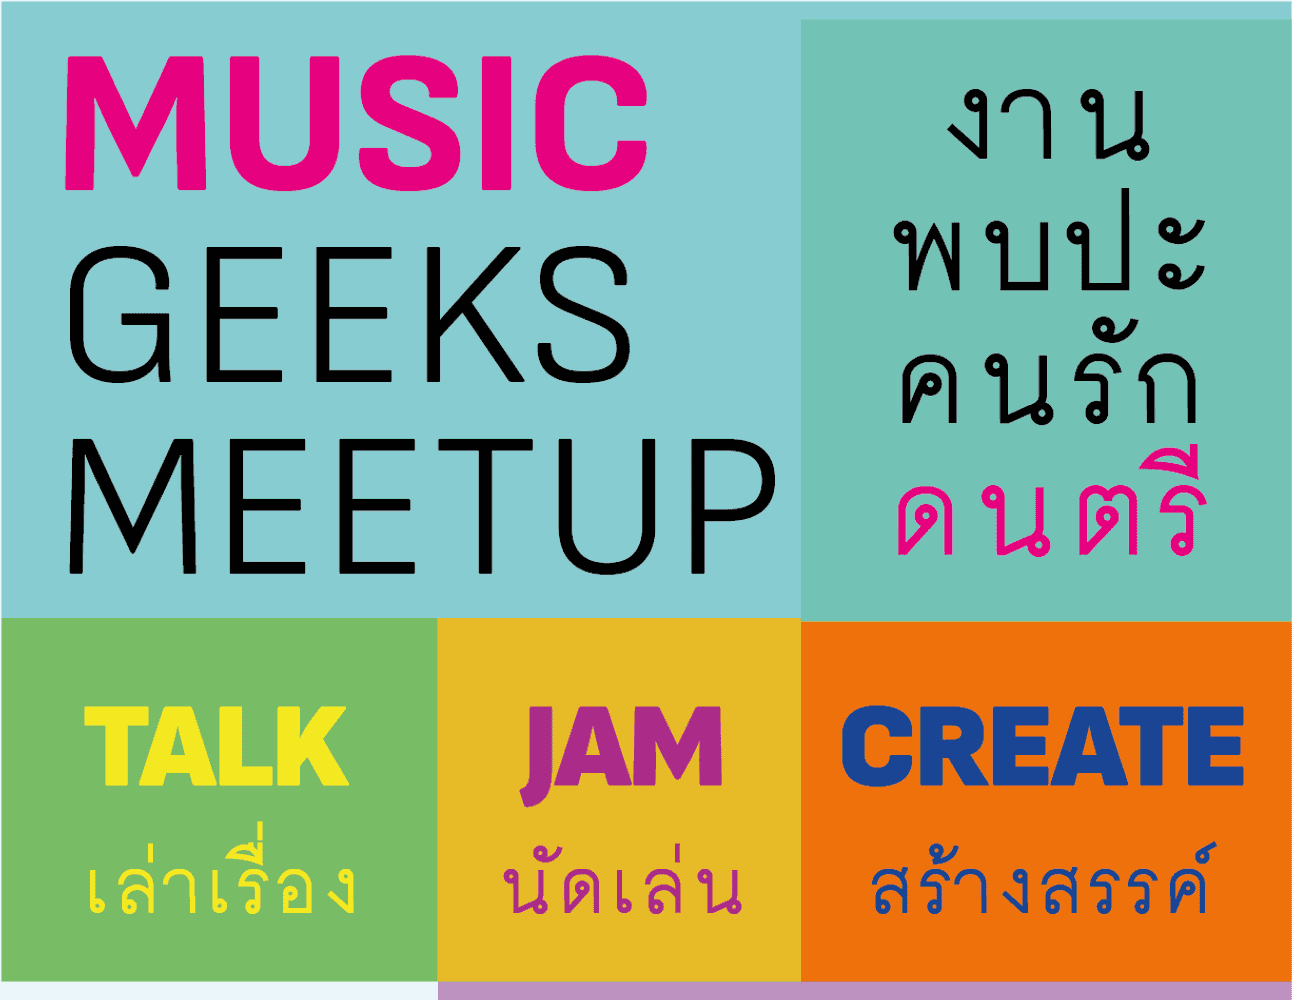 MUSIC
GEEKS
MEETUP
งาน
พบปะ
คนรัก
ดนตรี
TALK
เล่าเรื่อง
JAM
นัดเล่น
CREATE
สร้างสรรค์